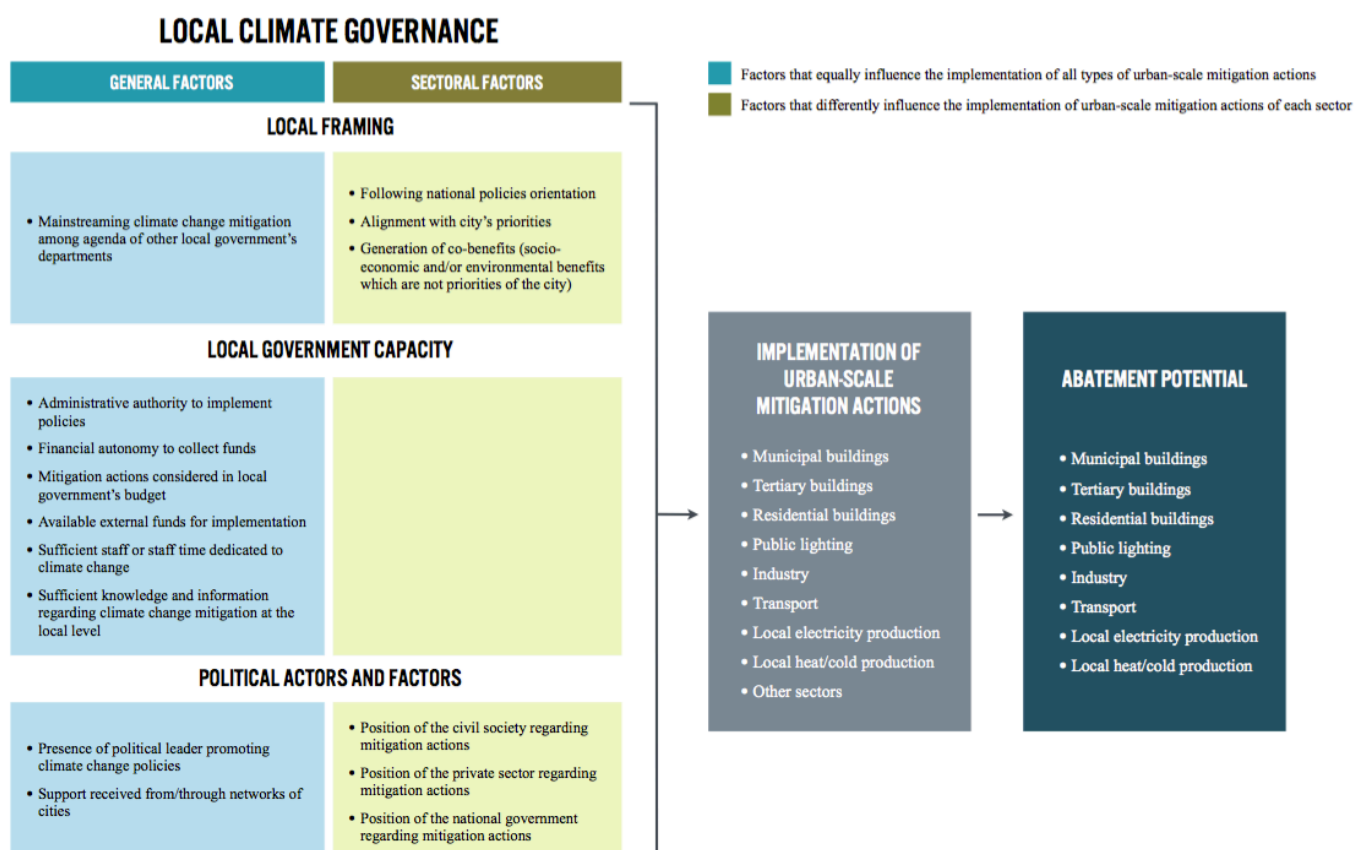 LOCAL CLIMATE GOVERNANCE
GENERAL FACTORS
SECTORAL FACTORS
Factors that equally influence the implementation of all types of urban-scale mitigation actions
Factors that differently influence the implementation of urban-scale mitigation actions of each sector
LOCAL FRAMING
• Mainstreaming climate change mitigation
among agenda of other local government's
departments
• Following national policies orientation
• Alignment with city's priorities
• Generation of co-benefits (socio-
economic and/or environmental benefits
which are not priorities of the city)
LOCAL GOVERNMENT CAPACITY
• Administrative authority to implement
policies
• Financial autonomy to collect funds
• Mitigation actions considered in local
government's budget
• Available external funds for implementation
• Sufficient staff or staff time dedicated to
climate change
• Sufficient knowledge and information
regarding climate change mitigation at the
local level
POLITICAL ACTORS AND FACTORS
• Presence of political leader promoting
climate change policies
• Support received from/through networks of
cities
• Position of the civil society regarding
mitigation actions
• Position of the private sector regarding
mitigation actions
• Position of the national government
regarding mitigation actions
IMPLEMENTATION OF
URBAN-SCALE
MITIGATION ACTIONS
• Municipal buildings
• Tertiary buildings
• Residential buildings
• Public lighting
• Industry
• Transport
• Local electricity production
• Local heat/cold production
• Other sectors
ABATEMENT POTENTIAL
• Municipal buildings
• Tertiary buildings
• Residential buildings
• Public lighting
• Industry
• Transport
• Local electricity production
• Local heat/cold production